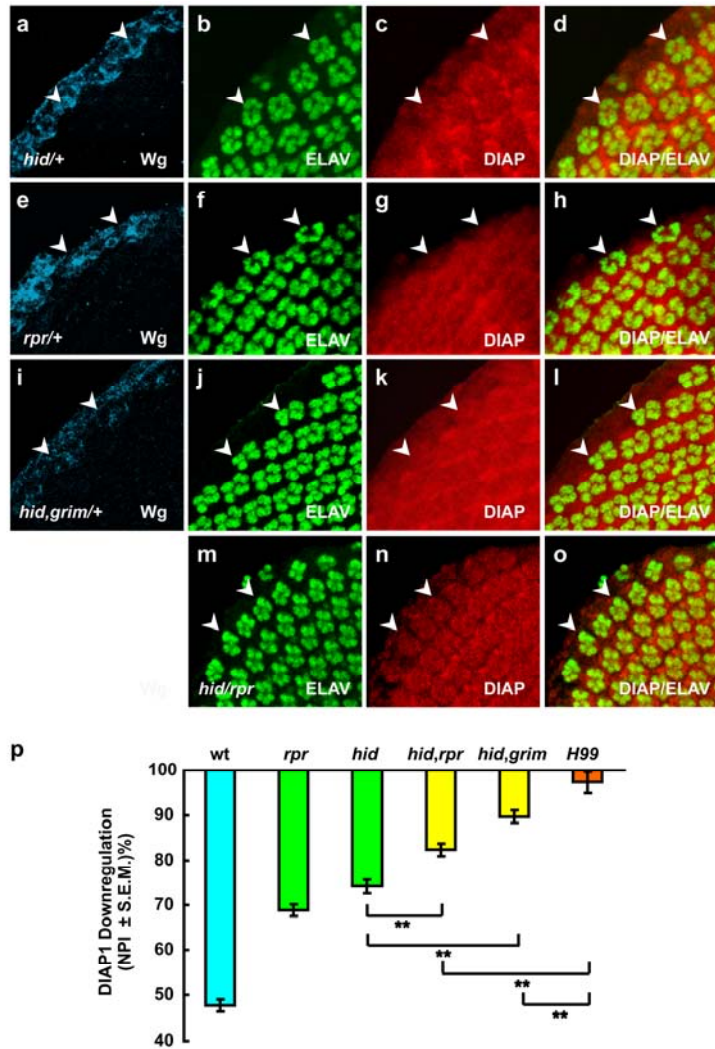 a b c d
hid/+ Wg ELAV DIAP DIAP/ELAV
e f g h
rpr/+ Wg ELAV DIAP DIAP/ELAV
i j k l
hid,grim/+ Wg ELAV DIAP DIAP/ELAV
m n o
Wg hid/rpr ELAV DIAP DIAP/ELAV
p
wt rpr hid hid,rpr hid,grim H99
DIAP1 Downregulation
(NPI ± S.E.M.)%
100
90
80
70
60
50
40
**
**
**
**